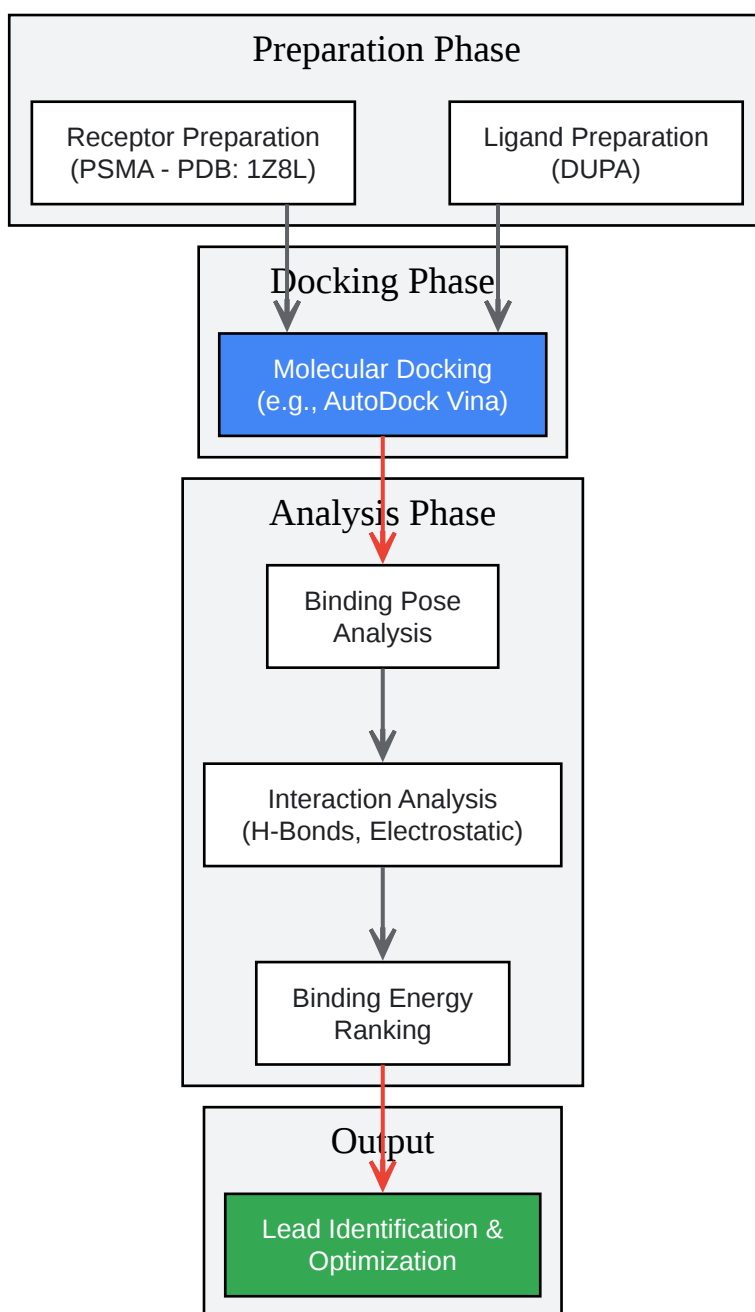 Preparation Phase
Receptor Preparation
(PSMA - PDB: 1Z8L)
Ligand Preparation
(DUPA)
Docking Phase
Molecular Docking
(e.g., AutoDock Vina)
Analysis Phase
Binding Pose
Analysis
Interaction Analysis
(H-Bonds, Electrostatic)
Binding Energy
Ranking
Output
Lead Identification &
Optimization